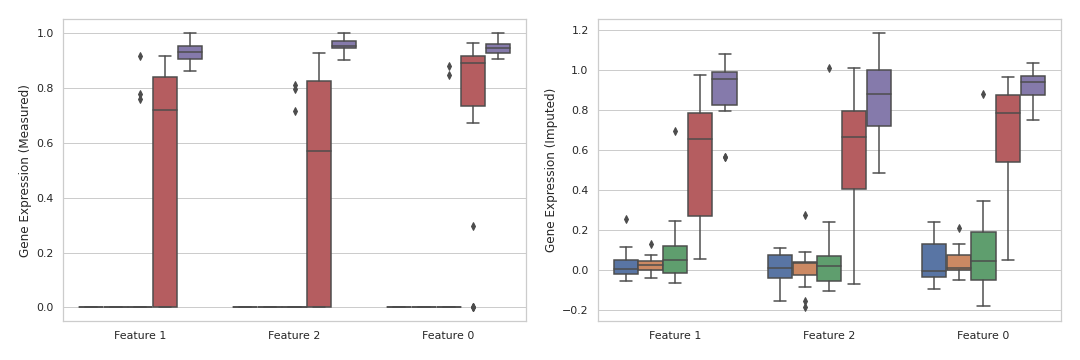 Gene Expression (Measured)
1.0
0.8
0.6
0.4
0.2
0.0
Feature 1
Feature 2
Feature 0
Gene Expression (Imputed)
1.2
1.0
0.8
0.6
0.4
0.2
0.0
−0.2
Feature 1
Feature 2
Feature 0